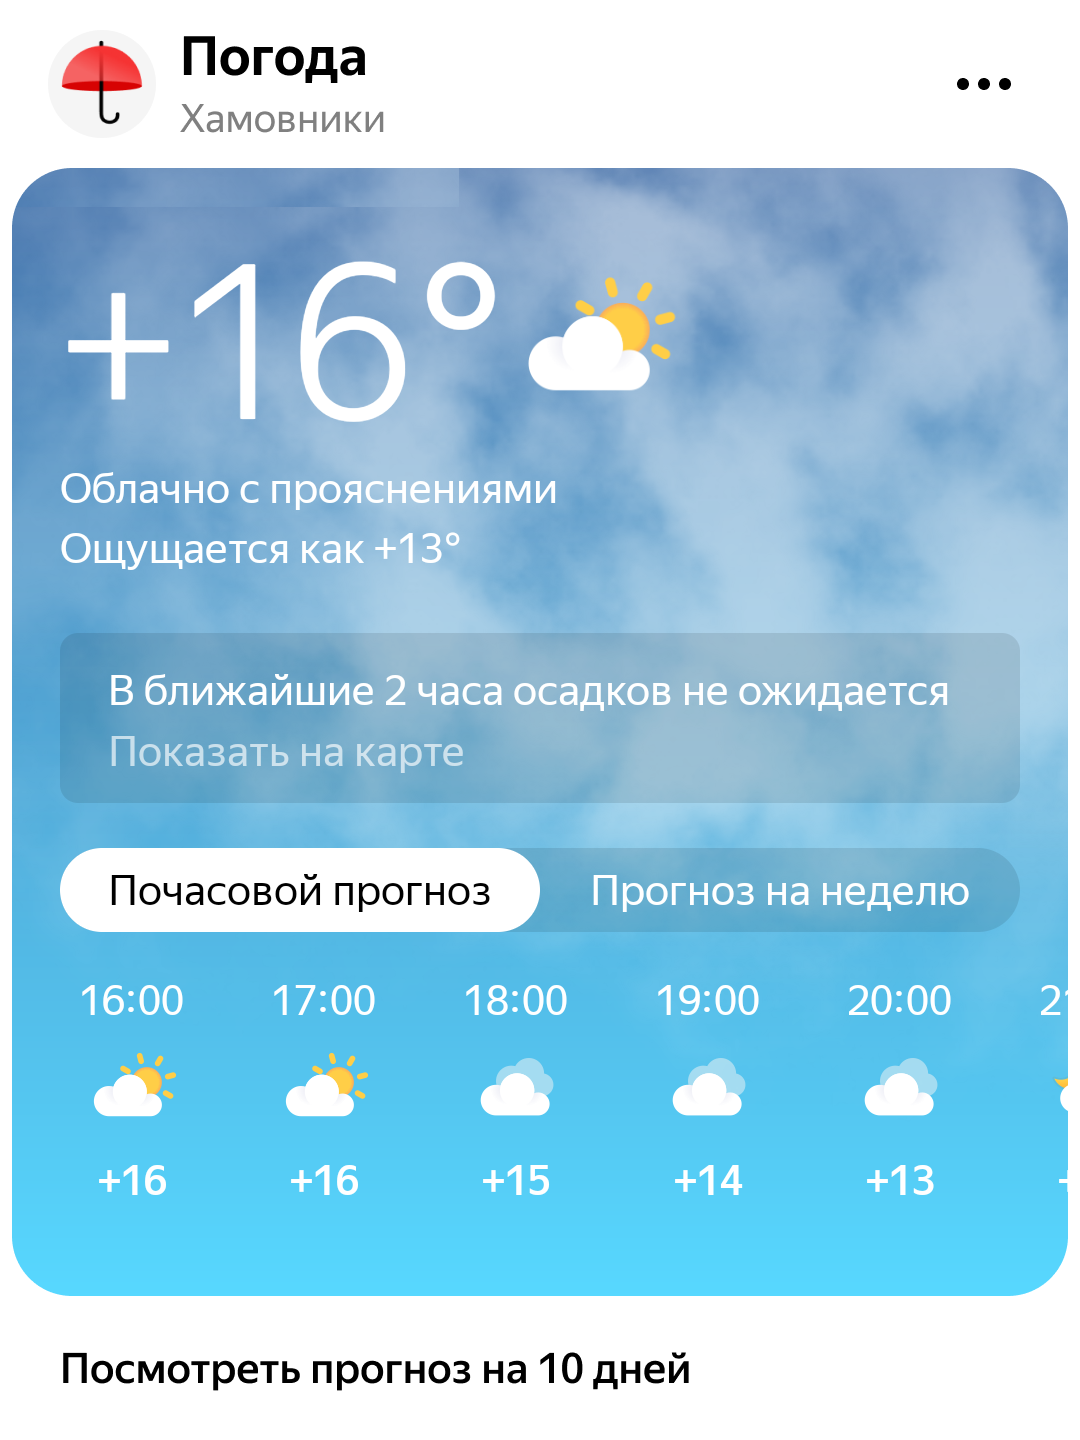 Погода
Хамовники
+16°
Облачно с прояснениями
Ощущается как +13°
В ближайшие 2 часа осадков не ожидается
Показать на карте
Почасовой прогноз Прогноз на неделю
16:00 17:00 18:00 19:00 20:00
+16 +16 +15 +14 +13
Посмотреть прогноз на 10 дней